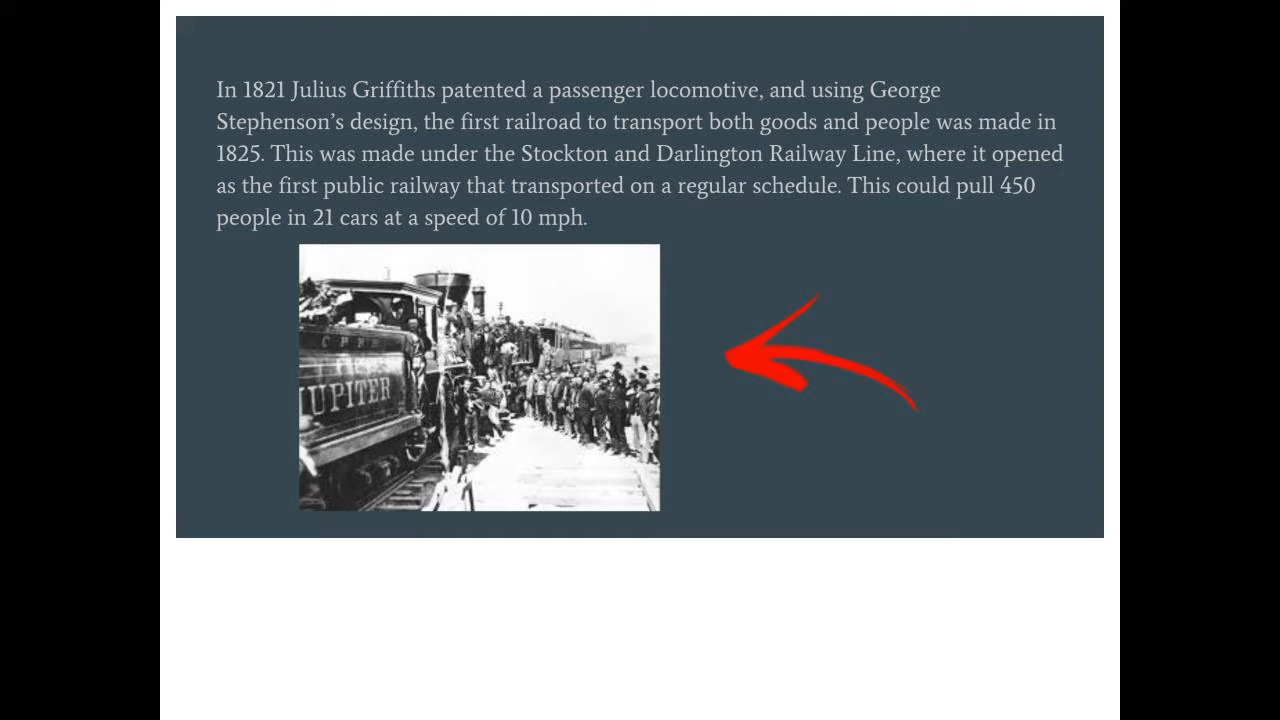 In 1821 Julius Griffiths patented a passenger locomotive, and using George
Stephenson's design, the first railroad to transport both goods and people was made in
1825. This was made under the Stockton and Darlington Railway Line, where it opened
as the first public railway that transported on a regular schedule. This could pull 450
people in 21 cars at a speed of 10 mph.
JUPITER